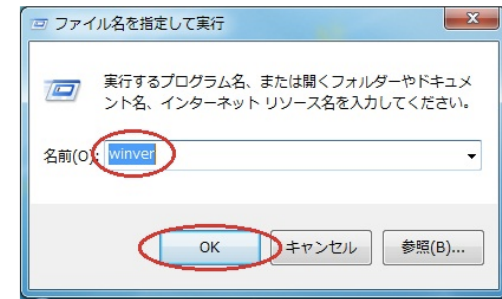 ファイル名を指定して実行
実行するプログラム名、または開くフォルダーやドキュメ
ント名、インターネット リソース名を入力してください。
名前(O): winver
OK キャンセル 参照(B)...